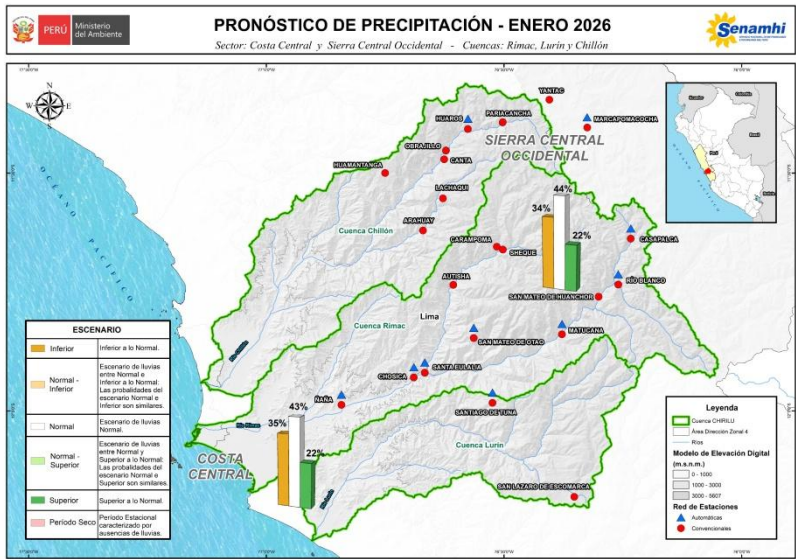 PERÚ
Ministerio
del Ambiente
PRONÓSTICO DE PRECIPITACIÓN - ENERO 2026
Sector: Costa Central y Sierra Central Occidental - Cuencas: Rimac, Lurín y Chillón
Senamhi
YANTAC
HUAROS
PARIACANCHA
MARCAPOMACOCHA
OBRAJILLO
SIERRA CENTRAL
OCCIDENTAL
CANTA
HUAMANTANGA
LACHAQUI
44%
34%
22%
ARAHUAY
Cuenca Chillón
CARAMPOMA
SHEQUE
CASAPALCA
AUTISHA
RÍO BLANCO
SAN MATEO DE HUANCHOR
Lima
Cuenca Rimac
SAN MATEO DE OTAO
MATUCANA
CHOSICA
SANTA EULALIA
ÑAÑA
SANTIAGO DE TUNA
43%
35%
22%
Cuenca Lurín
COSTA
CENTRAL
SAN LAZARO DE ESCOMARCA
OCÉANO PACÍFICO
Perú
ESCENARIO
Inferior
Inferior a lo Normal.
Normal -
Inferior
Escenario de lluvias
entre Normal e
Inferior a lo Normal:
Las probalidades del
escenario Normal e
Inferior son similares.
Normal
Escenario de lluvias
Normal.
Normal -
Superior
Escenario de lluvias
entre Normal y
Superior a lo Normal:
Las probalidades del
escenario Normal e
Superior son similares.
Superior
Superior a lo Normal.
Período Seco
Período Estacional
caracterizado por
ausencias de lluvias.
Leyenda
Cuenca CHIRILU
Área Dirección Zonal 4
Ríos
Modelo de Elevación Digital
(m.s.n.m.)
0 - 1000
1000 - 3000
3000 - 5607
Red de Estaciones
Automáticas
Convencionales